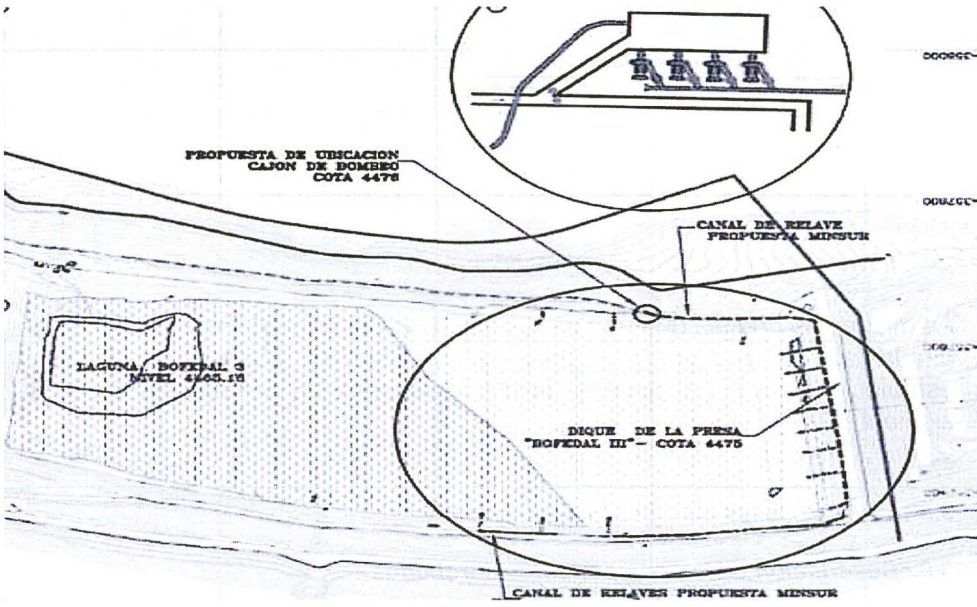 PROPUESTA DE UBICACION
CAJON DE BOMBEO
COTA 4476
CANAL DE RELAVE
PROPUESTA MINSUR
LAGUNA BOFEDAL 3
NIVEL
DIQUE DE LA PRESA
"BOFEDAL III"- COTA 4475
CANAL DE RELAVES PROPUESTA MINSUR